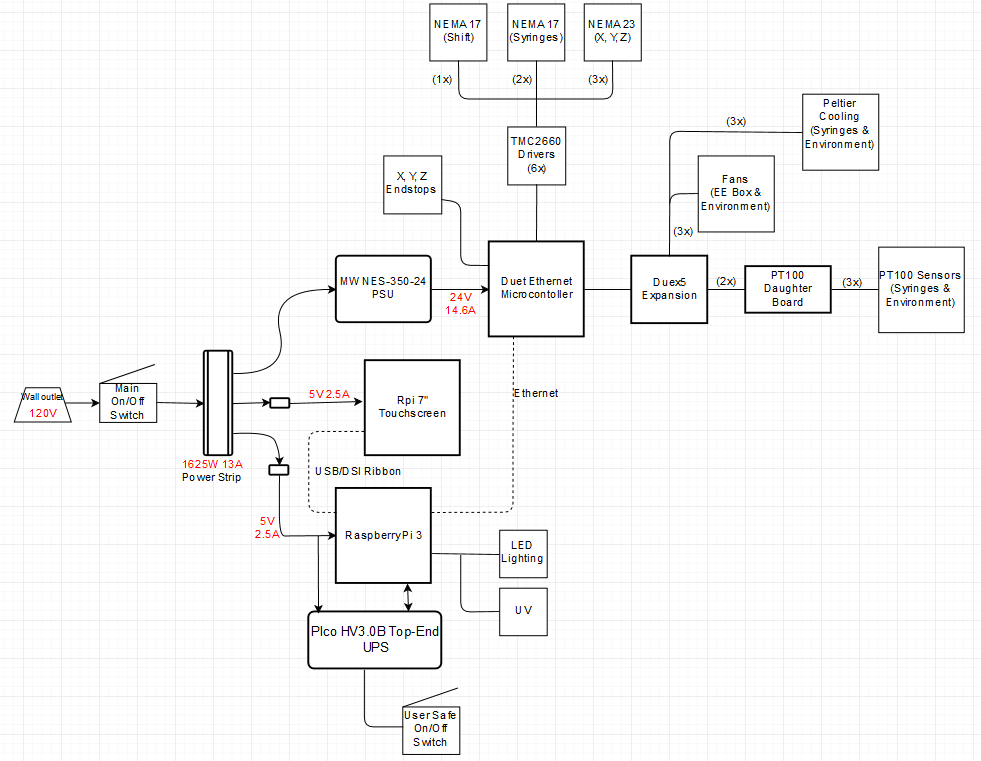 NEMA 17
(Shift)
NEMA 17
(Syringes)
NEMA 23
(X, Y, Z)
(1x)
(2x)
(3x)
Peltier
Cooling
(Syringes &
Environment)
(3x)
TMC2660
Drivers
(6x)
X, Y, Z
Endstops
Fans
(EE Box &
Environment)
(3x)
MW NES-350-24
PSU
24V
14.6A
Duet Ethernet
Microcontoller
Duex5
Expansion
(2x)
PT100
Daughter
Board
(3x)
PT100 Sensors
(Syringes &
Environment)
Wall outlet
120V
Main
On/Off
Switch
5V 2.5A
Rpi 7"
Touchscreen
Ethernet
1625W 13A
Power Strip
USB/DSI Ribbon
5V
2.5A
RaspberryPi 3
LED
Lighting
UV
PIco HV3.0B Top-End
UPS
User Safe
On/Off
Switch